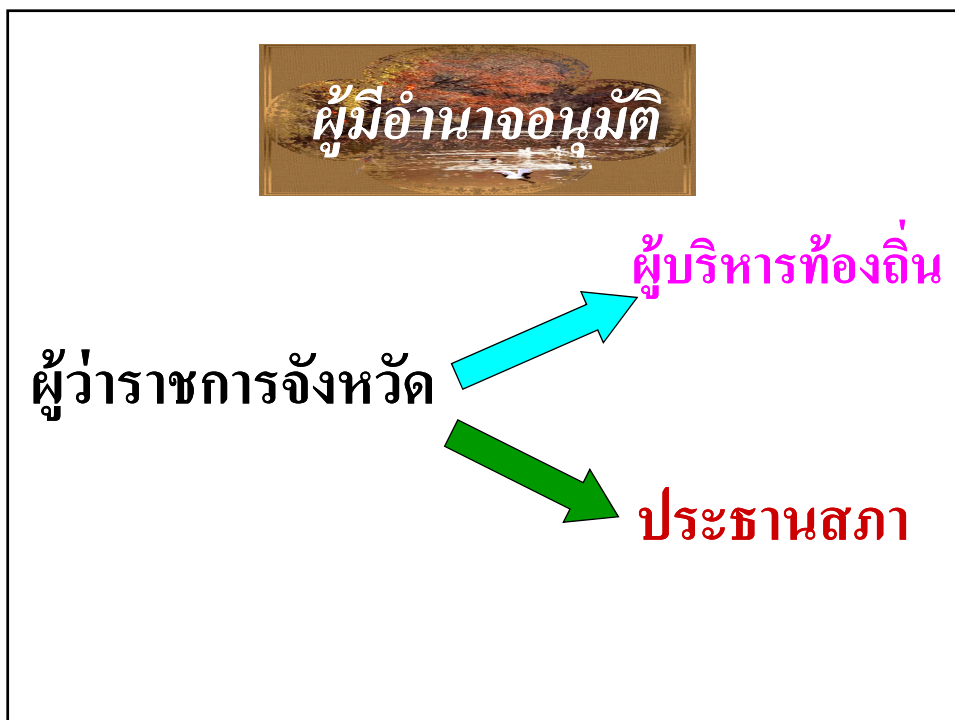 ผู้มีอำนาจอนุมัติ
ผู้บริหารท้องถิ่น
ผู้ว่าราชการจังหวัด
ประธานสภา